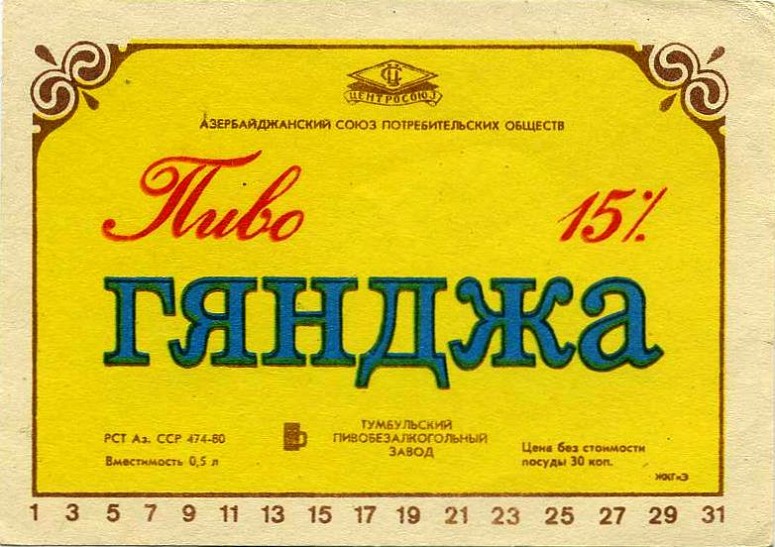 ЦЕНТРОСОЮЗ
АЗЕРБАЙДЖАНСКИЙ СОЮЗ ПОТРЕБИТЕЛЬСКИХ ОБЩЕСТВ
Пиво 15%
ГЯНДЖА
РСТ Аз. ССР 474-80
Вместимость 0,5 л
ТУМБУЛЬСКИЙ
ПИВОБЕЗАЛКОГОЛЬНЫЙ
ЗАВОД
Цена без стоимости
посуды 30 коп.
ЖКГиЭ
1 3 5 7 9 11 13 15 17 19 21 23 25 27 29 31